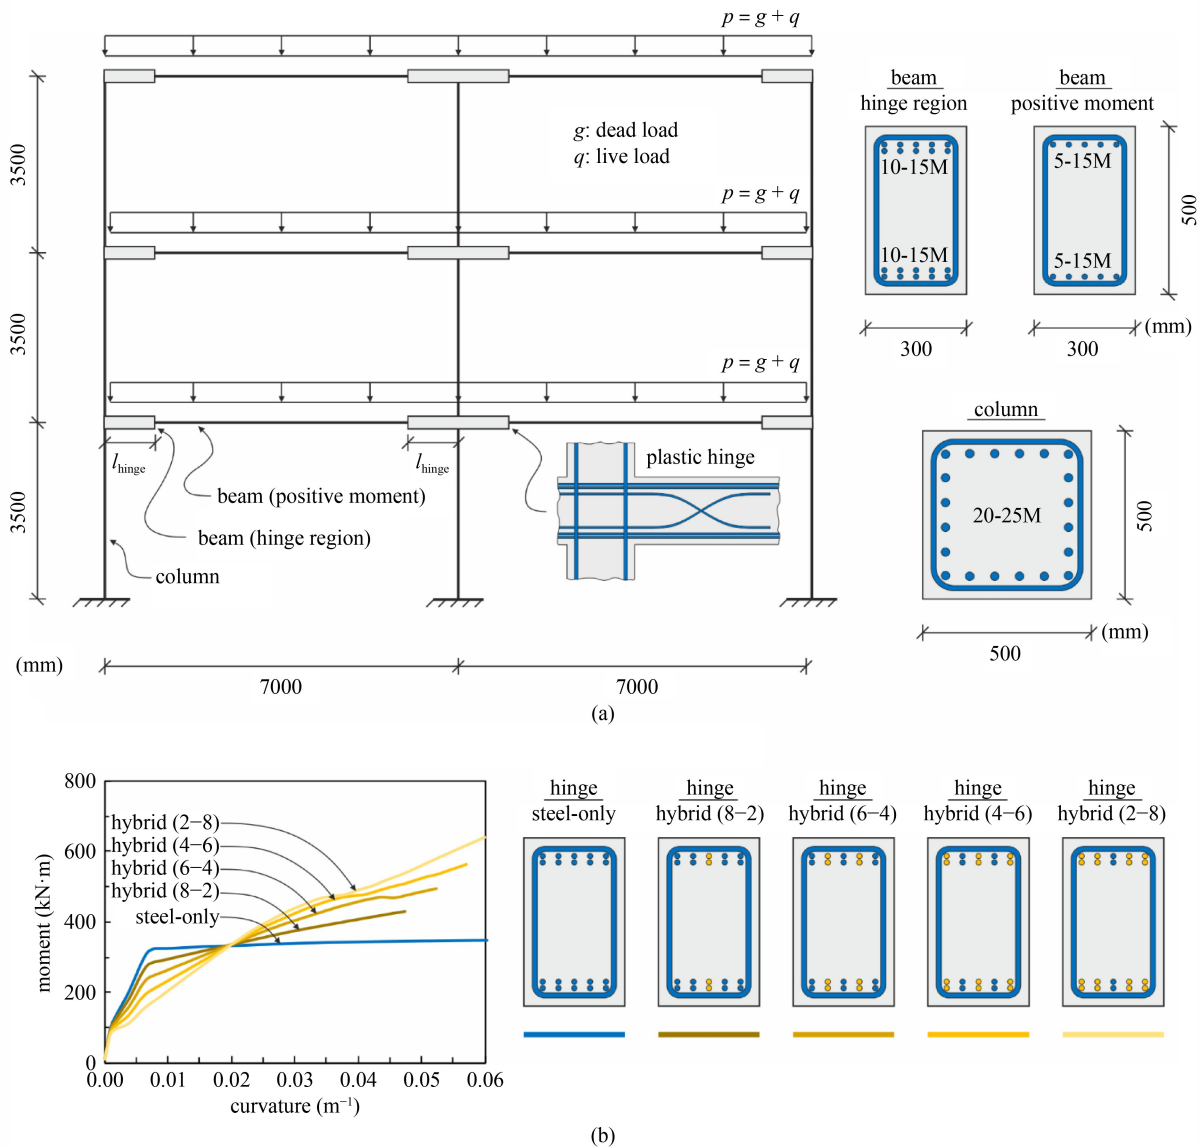 p = g + q
g: dead load
q: live load
p = g + q
p = g + q
3500
3500
3500
l hinge
l hinge
beam (positive moment)
beam (hinge region)
column
plastic hinge
(mm)
7000
7000
beam
hinge region
10-15M
10-15M
300
beam
positive moment
5-15M
5-15M
500
(mm)
300
column
20-25M
500
(mm)
500
(a)
moment (kN·m)
800
600
400
200
0
hybrid (2−8)
hybrid (4−6)
hybrid (6−4)
hybrid (8−2)
steel-only
0.00 0.01 0.02 0.03 0.04 0.05 0.06
curvature (m⁻¹)
hinge
steel-only
hinge
hybrid (8−2)
hinge
hybrid (6−4)
hinge
hybrid (4−6)
hinge
hybrid (2−8)
(b)